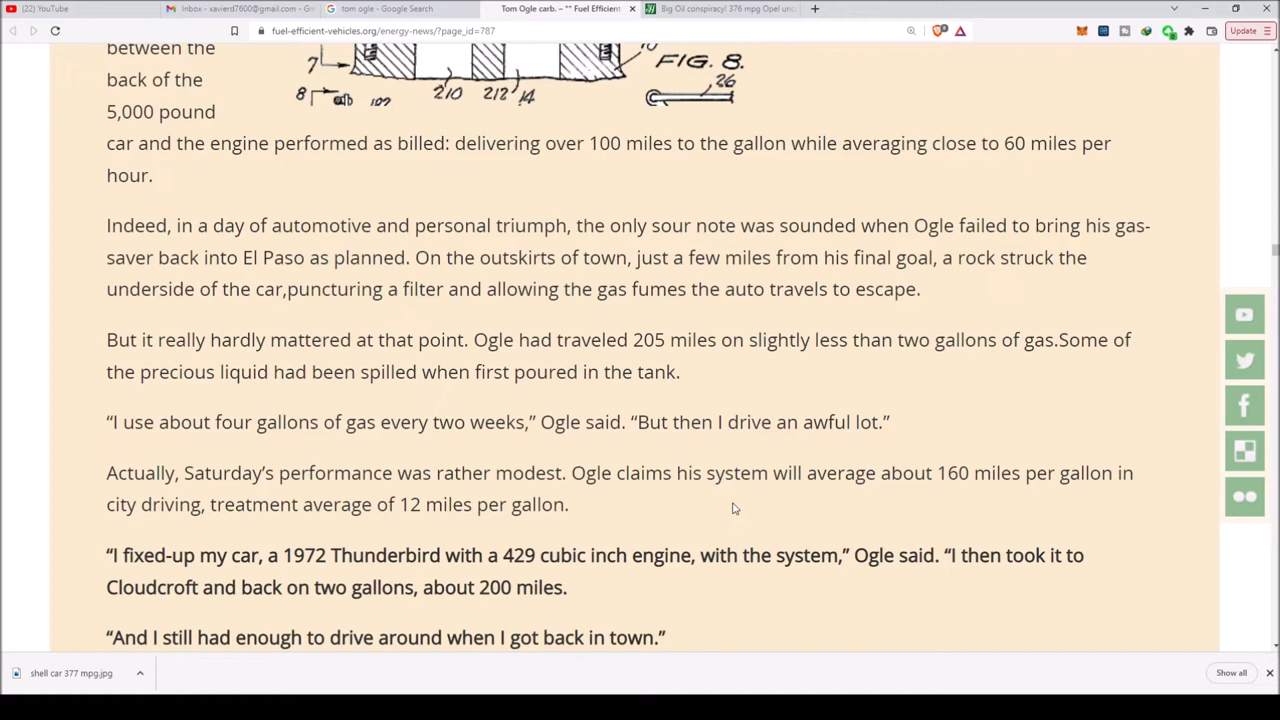 (22) YouTube
Inbox - xavierd7600@gmail.com - Gm
tom ogle - Google Search
Tom Ogle carb. – "" Fuel Efficient
Big Oil conspiracy! 376 mpg Opel unc
fuel-efficient-vehicles.org/energy-news/?page_id=787
Update
between the
back of the
5,000 pound
7
8
210
212
14
FIG. 8.
26
car and the engine performed as billed: delivering over 100 miles to the gallon while averaging close to 60 miles per
hour.
Indeed, in a day of automotive and personal triumph, the only sour note was sounded when Ogle failed to bring his gas-
saver back into El Paso as planned. On the outskirts of town, just a few miles from his final goal, a rock struck the
underside of the car,puncturing a filter and allowing the gas fumes the auto travels to escape.
But it really hardly mattered at that point. Ogle had traveled 205 miles on slightly less than two gallons of gas.Some of
the precious liquid had been spilled when first poured in the tank.
“I use about four gallons of gas every two weeks,” Ogle said. “But then I drive an awful lot.”
Actually, Saturday’s performance was rather modest. Ogle claims his system will average about 160 miles per gallon in
city driving, treatment average of 12 miles per gallon.
“I fixed-up my car, a 1972 Thunderbird with a 429 cubic inch engine, with the system,” Ogle said. “I then took it to
Cloudcroft and back on two gallons, about 200 miles.
“And I still had enough to drive around when I got back in town.”
shell car 377 mpg.jpg
Show all